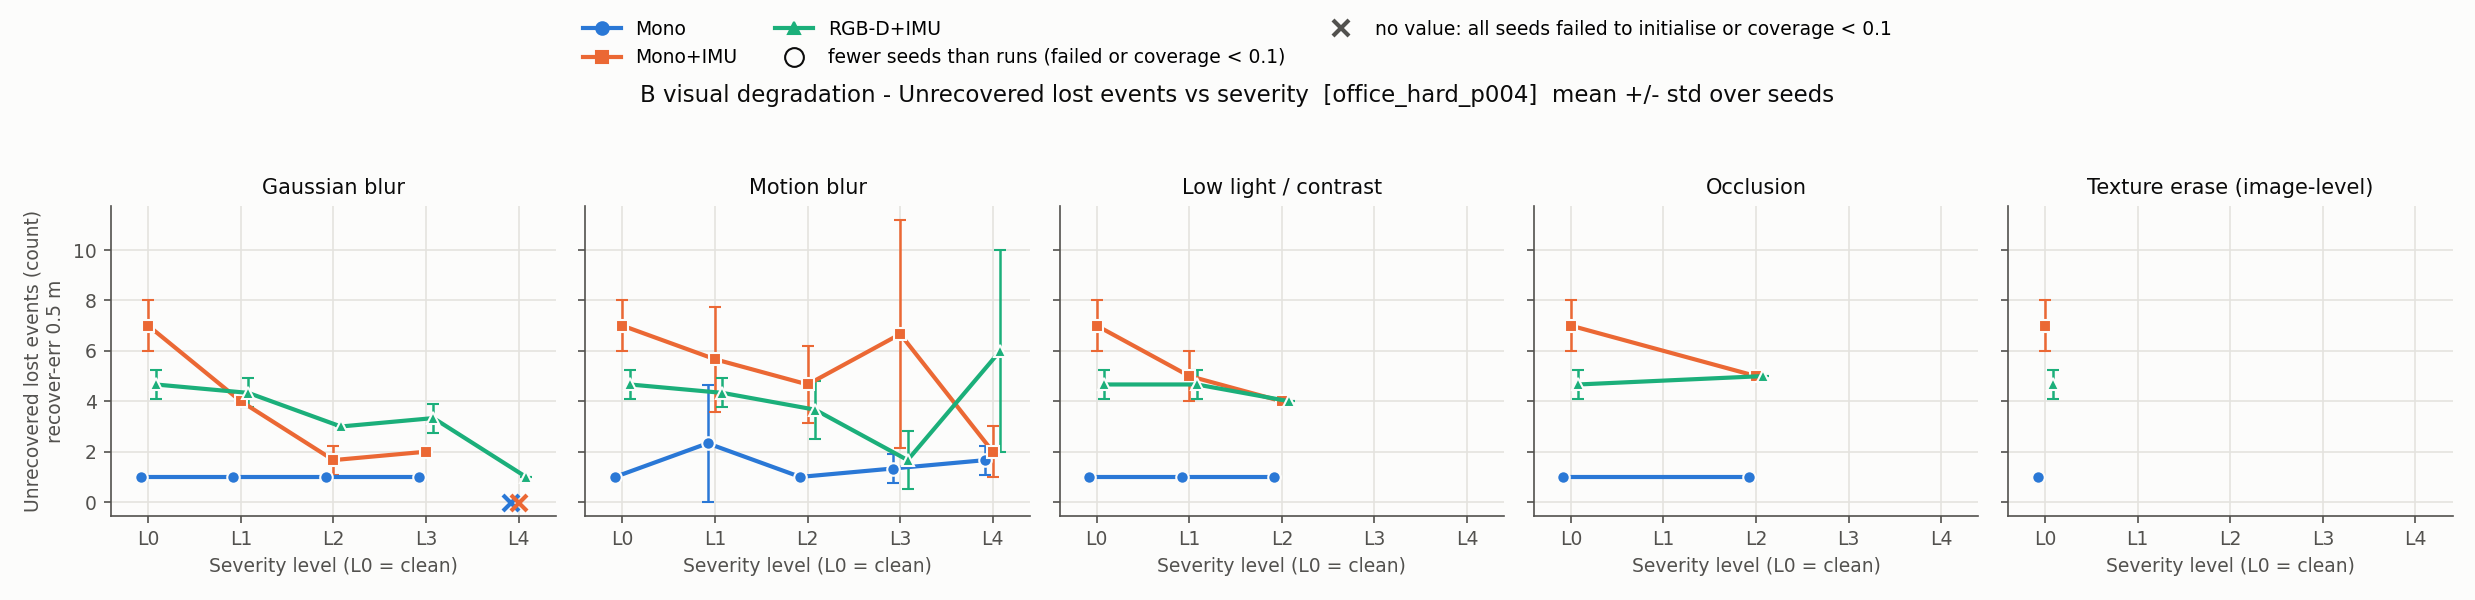 Mono
Mono+IMU
RGB-D+IMU
fewer seeds than runs (failed or coverage < 0.1)
no value: all seeds failed to initialise or coverage < 0.1
B visual degradation - Unrecovered lost events vs severity  [office_hard_p004]  mean +/- std over seeds
Unrecovered lost events (count)
recover-err 0.5 m
Gaussian blur
10
8
6
4
2
0
L0 L1 L2 L3 L4
Severity level (L0 = clean)
Motion blur
L0 L1 L2 L3 L4
Severity level (L0 = clean)
Low light / contrast
L0 L1 L2 L3 L4
Severity level (L0 = clean)
Occlusion
L0 L1 L2 L3 L4
Severity level (L0 = clean)
Texture erase (image-level)
L0 L1 L2 L3 L4
Severity level (L0 = clean)